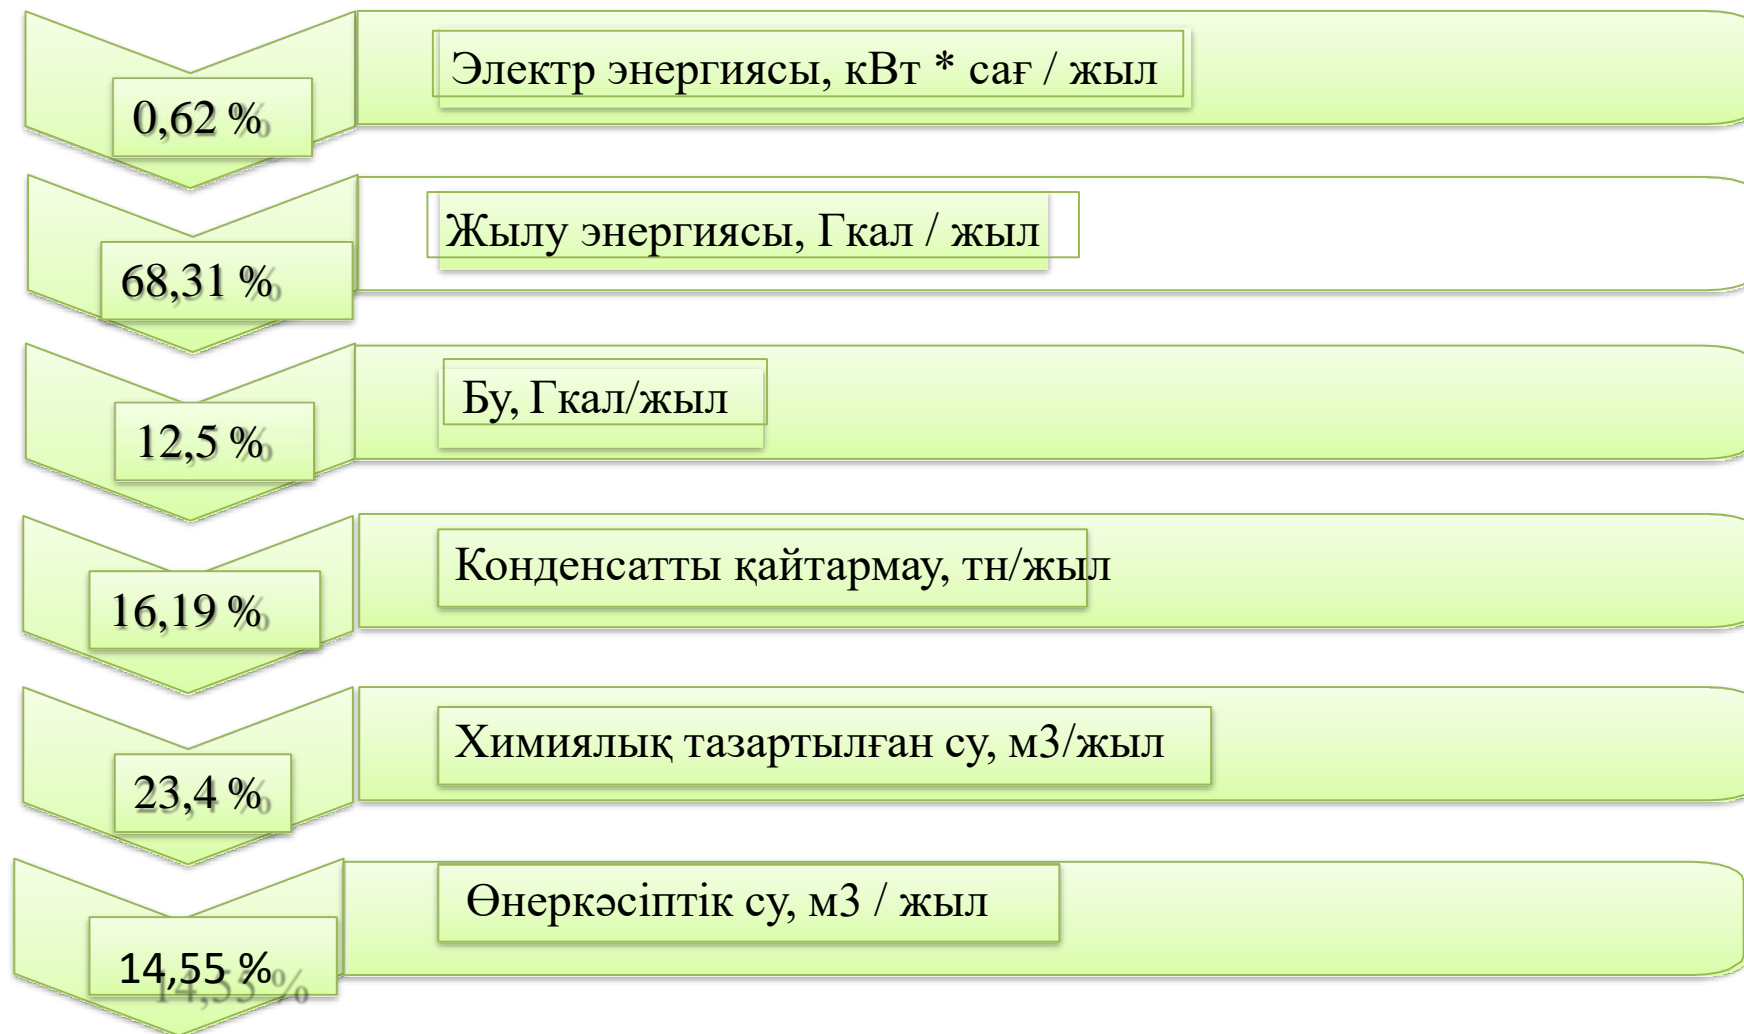 Электр энергиясы, кВт * сағ / жыл
0,62 %
Жылу энергиясы, Гкал / жыл
68,31 %
Бу, Гкал/жыл
12,5 %
Конденсатты қайтармау, тн/жыл
16,19 %
Химиялық тазартылған су, м3/жыл
23,4 %
Өнеркәсіптік су, м3 / жыл
14,55 %